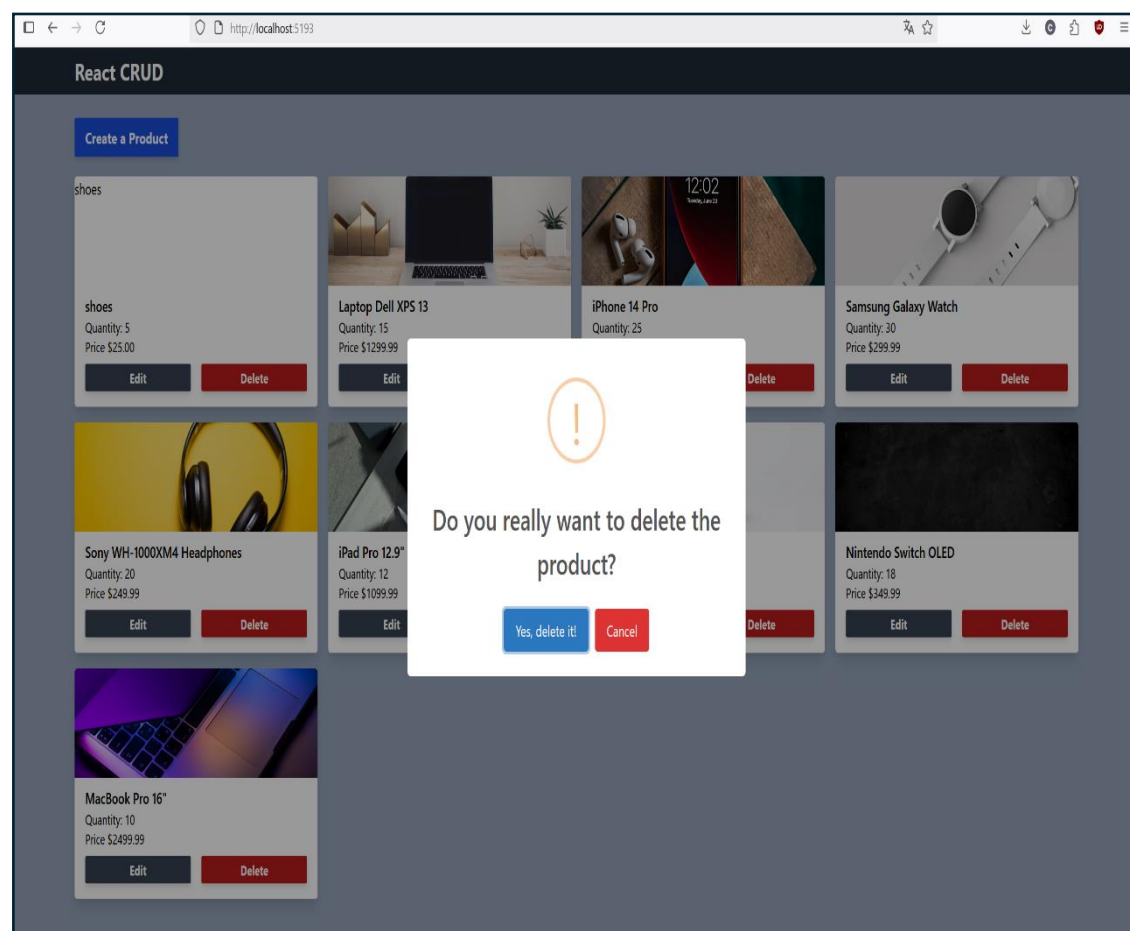 http://localhost:5193
React CRUD
Create a Product
shoes
12:02
shoes
Quantity: 5
Price $25.00
Edit Delete
Laptop Dell XPS 13
Quantity: 15
Price $1299.99
Edit
iPhone 14 Pro
Quantity: 25
Delete
Samsung Galaxy Watch
Quantity: 30
Price $299.99
Edit Delete
!
Do you really want to delete the
product?
Yes, delete it! Cancel
Sony WH-1000XM4 Headphones
Quantity: 20
Price $249.99
Edit Delete
iPad Pro 12.9"
Quantity: 12
Price $1099.99
Edit
Delete
Nintendo Switch OLED
Quantity: 18
Price $349.99
Edit Delete
MacBook Pro 16"
Quantity: 10
Price $2499.99
Edit Delete